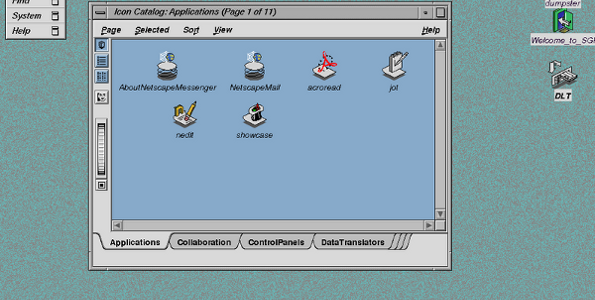 Find
System
Help
Icon Catalog: Applications (Page 1 of 11)
Page Selected Sort View Help
AboutNetscapeMessenger NetscapeMail acroread jot
nedit showcase
Applications Collaboration ControlPanels DataTranslators
dumpster
Welcome_to_SGI
DLT